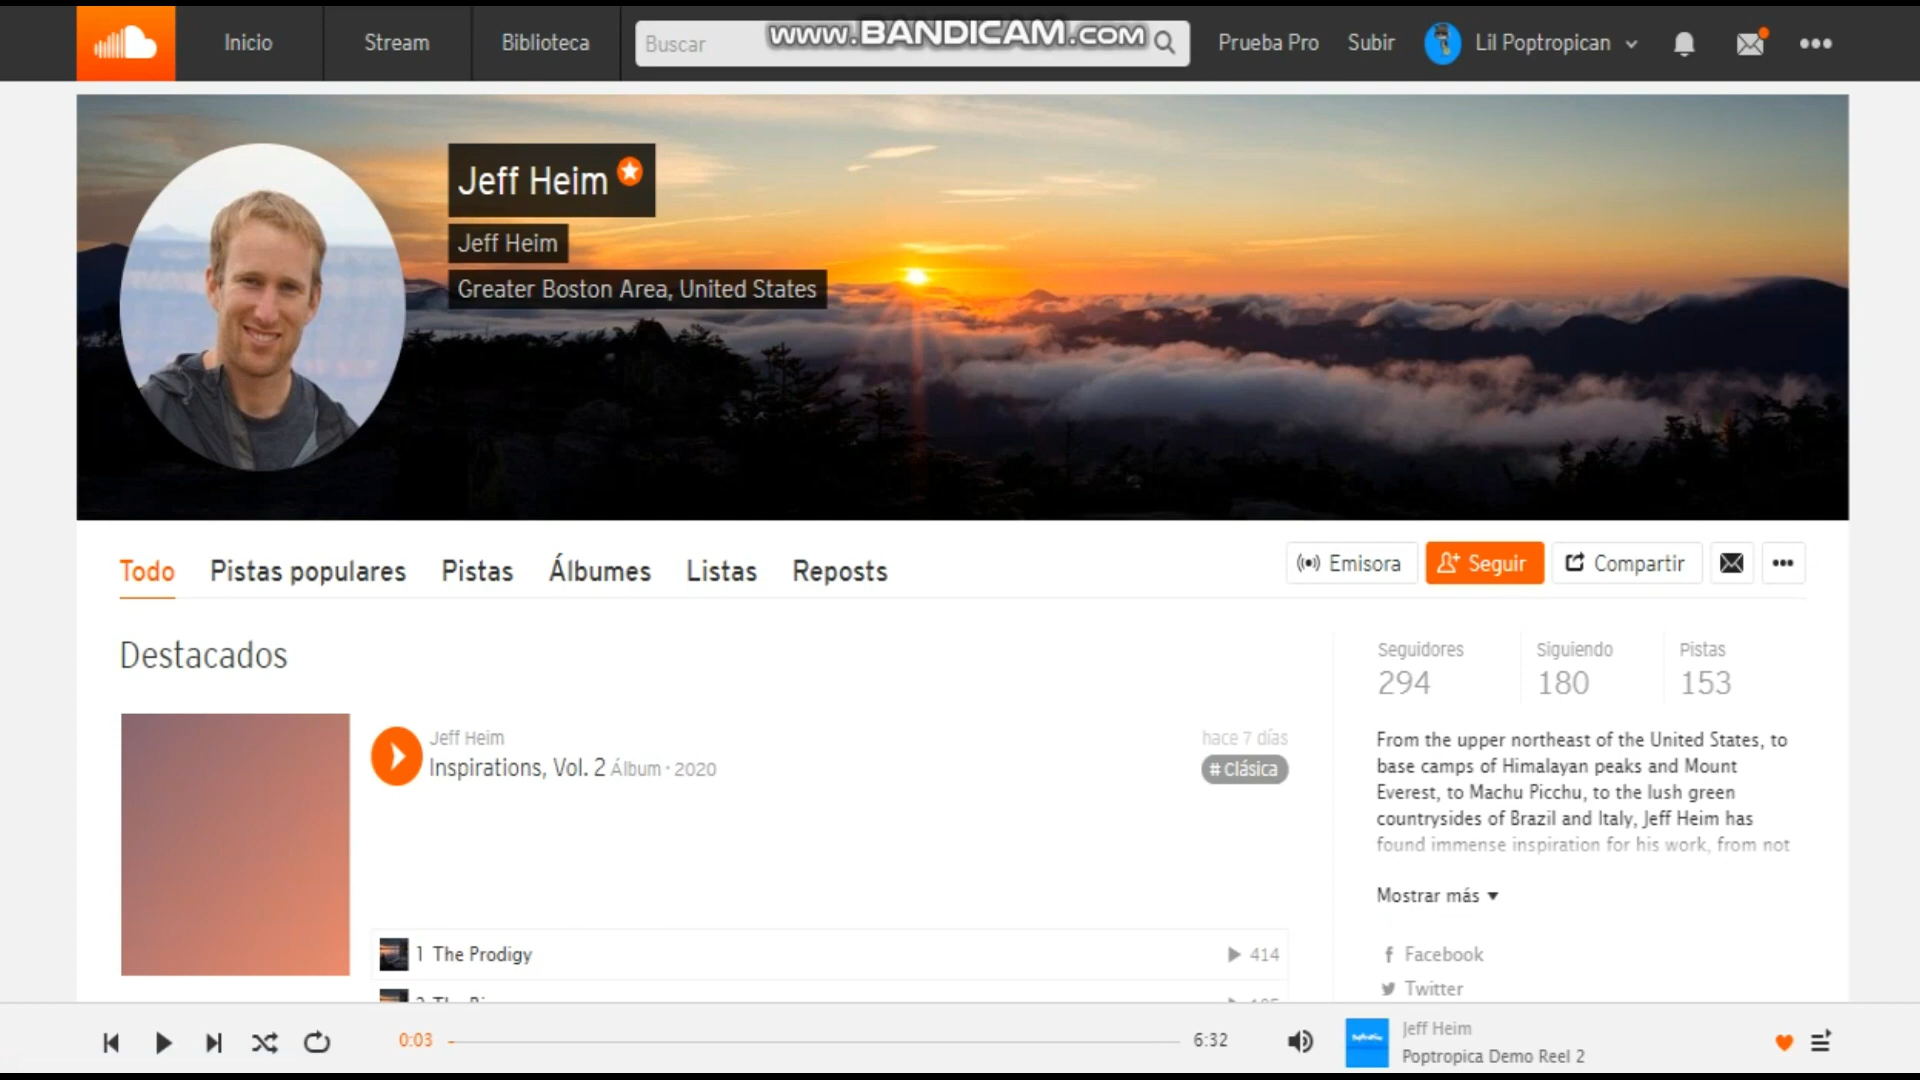 Inicio
Stream
Biblioteca
Buscar
www.BANDICAM.com
Prueba Pro
Subir
Lil Poptropican
Jeff Heim
Jeff Heim
Greater Boston Area, United States
Todo
Pistas populares
Pistas
Álbumes
Listas
Reposts
Emisora
Seguir
Compartir
Destacados
Jeff Heim
Inspirations, Vol. 2 Álbum · 2020
hace 7 días
# Clásica
1 The Prodigy
414
Seguidores
294
Siguiendo
180
Pistas
153
From the upper northeast of the United States, to
base camps of Himalayan peaks and Mount
Everest, to Machu Picchu, to the lush green
countrysides of Brazil and Italy, Jeff Heim has
found immense inspiration for his work, from not
Mostrar más
Facebook
Twitter
0:03
6:32
Jeff Heim
Poptropica Demo Reel 2